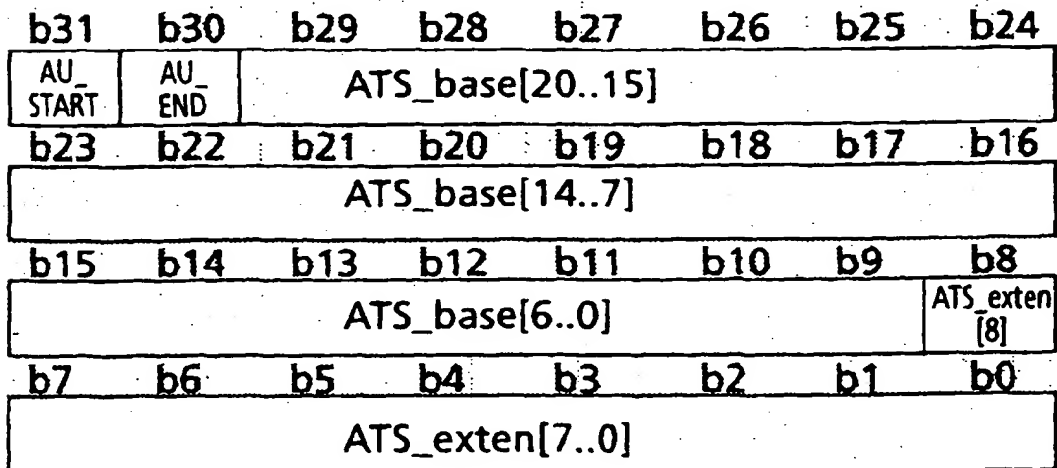 b31 b30 b29 b28 b27 b26 b25 b24
AU_ START AU_ END ATS_base[20..15]
b23 b22 b21 b20 b19 b18 b17 b16
ATS_base[14..7]
b15 b14 b13 b12 b11 b10 b9 b8
ATS_base[6..0] ATS_exten [8]
b7 b6 b5 b4 b3 b2 b1 b0
ATS_exten[7..0]